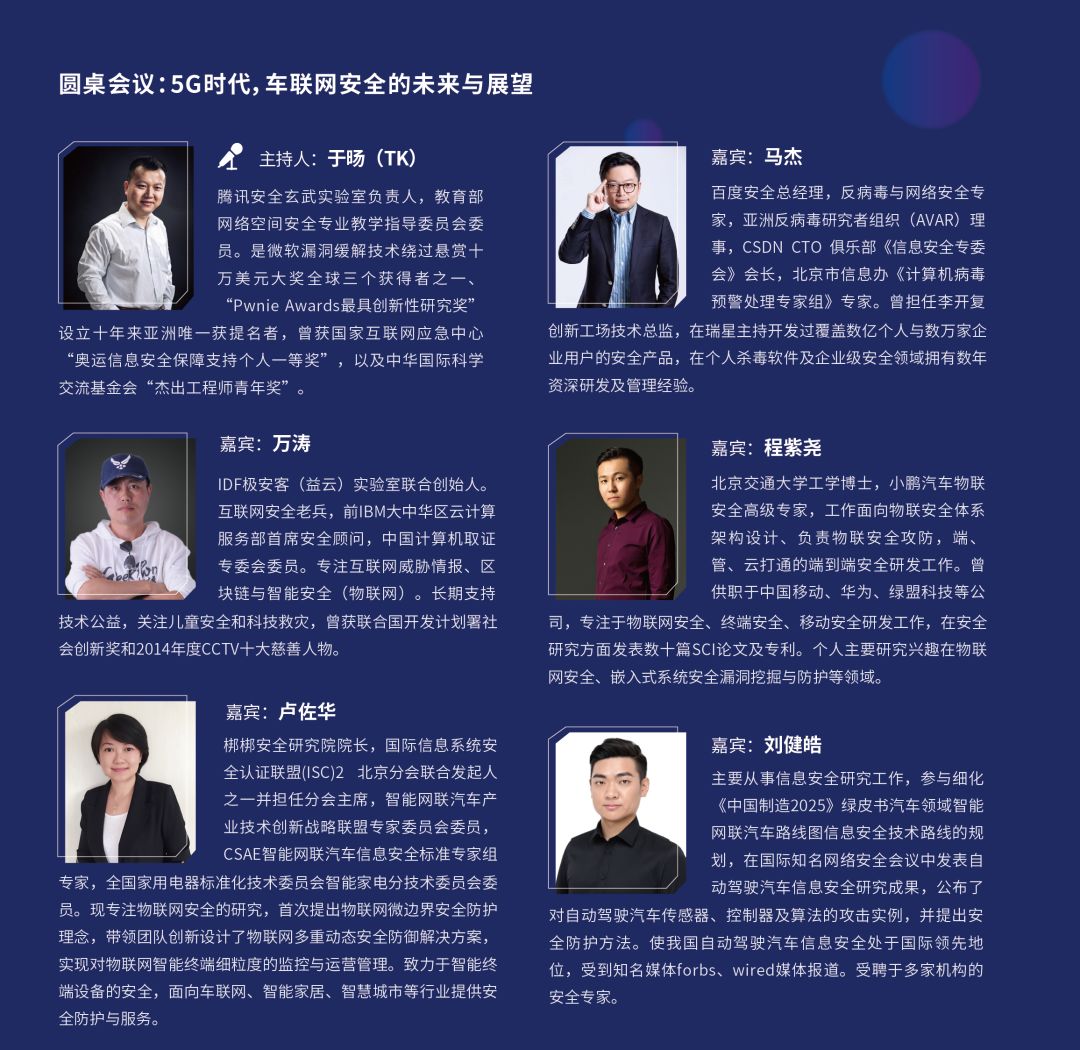 圆桌会议：5G时代，车联网安全的未来与展望
主持人：于旸（TK）
腾讯安全玄武实验室负责人，教育部
网络空间安全专业教学指导委员会委
员。是微软漏洞缓解技术绕过悬赏十
万美元大奖全球三个获得者之一、
“Pwnie Awards最具创新性研究奖”
设立十年来亚洲唯一获提名者，曾获国家互联网应急中心
“奥运信息安全保障支持个人一等奖”，以及中华国际科学
交流基金会“杰出工程师青年奖”。
嘉宾：马杰
百度安全总经理，反病毒与网络安全专
家，亚洲反病毒研究者组织（AVAR）理
事，CSDN CTO 俱乐部《信息安全专委
会》会长，北京市信息办《计算机病毒
预警处理专家组》专家。曾担任李开复
创新工场技术总监，在瑞星主持开发过覆盖数亿个人与数万家企
业用户的安全产品，在个人杀毒软件及企业级安全领域拥有数年
资深研发及管理经验。
嘉宾：万涛
IDF极安客（益云）实验室联合创始人。
互联网安全老兵，前IBM大中华区云计算
服务部首席安全顾问，中国计算机取证
专委会委员。专注互联网威胁情报、区
块链与智能安全（物联网）。长期支持
技术公益，关注儿童安全和科技救灾，曾获联合国开发计划署社
会创新奖和2014年度CCTV十大慈善人物。
嘉宾：程紫尧
北京交通大学工学博士，小鹏汽车物联
安全高级专家，工作面向物联安全体系
架构设计、负责物联安全攻防，端、
管、云打通的端到端安全研发工作。曾
供职于中国移动、华为、绿盟科技等公
司，专注于物联网安全、终端安全、移动安全研发工作，在安全
研究方面发表数十篇SCI论文及专利。个人主要研究兴趣在物联
网安全、嵌入式系统安全漏洞挖掘与防护等领域。
嘉宾：卢佐华
梆梆安全研究院院长，国际信息系统安
全认证联盟(ISC)2 北京分会联合发起人
之一并担任分会主席，智能网联汽车产
业技术创新战略联盟专家委员会委员，
CSAE智能网联汽车信息安全标准专家组
专家，全国家用电器标准化技术委员会智能家电分技术委员会委
员。现专注物联网安全的研究，首次提出物联网微边界安全防护
理念，带领团队创新设计了物联网多重动态安全防御解决方案，
实现对物联网智能终端细粒度的监控与运营管理。致力于智能终
端设备的安全，面向车联网、智能家居、智慧城市等行业提供安
全防护与服务。
嘉宾：刘健皓
主要从事信息安全研究工作，参与细化
《中国制造2025》绿皮书汽车领域智能
网联汽车路线图信息安全技术路线的规
划，在国际知名网络安全会议中发表自
动驾驶汽车信息安全研究成果，公布了
对自动驾驶汽车传感器、控制器及算法的攻击实例，并提出安
全防护方法。使我国自动驾驶汽车信息安全处于国际领先地
位，受到知名媒体forbs、wired媒体报道。受聘于多家机构的
安全专家。